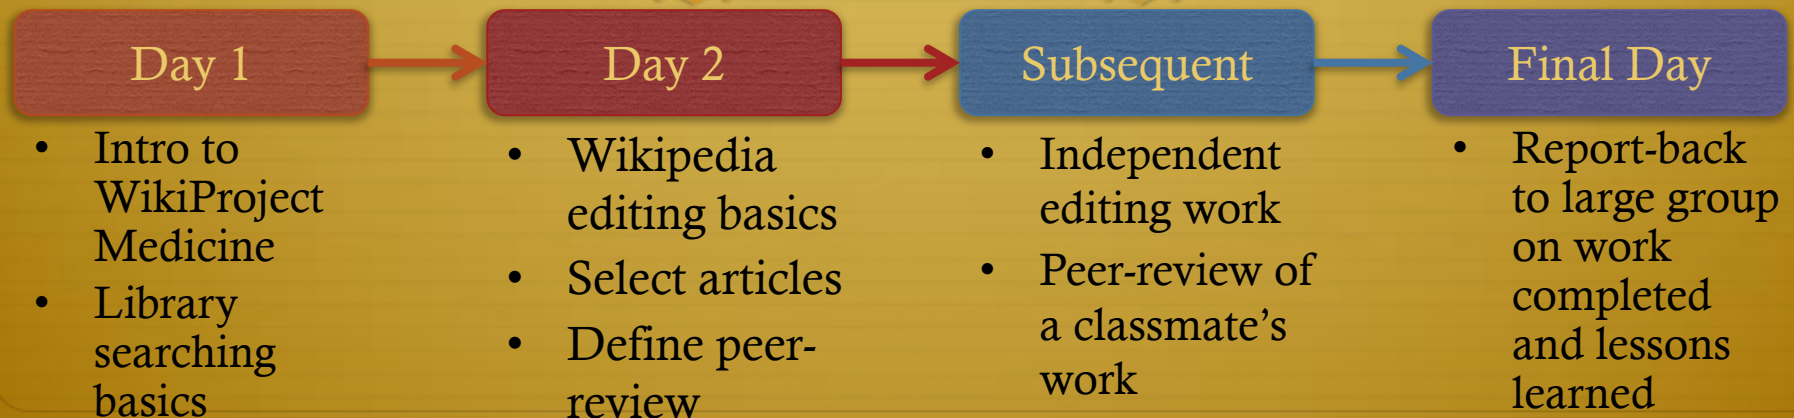 Day 1
• Intro to
WikiProject
Medicine
• Library
searching
basics
Day 2
• Wikipedia
editing basics
• Select articles
• Define peer-
review
Subsequent
• Independent
editing work
• Peer-review of
a classmate’s
work
Final Day
• Report-back
to large group
on work
completed
and lessons
learned